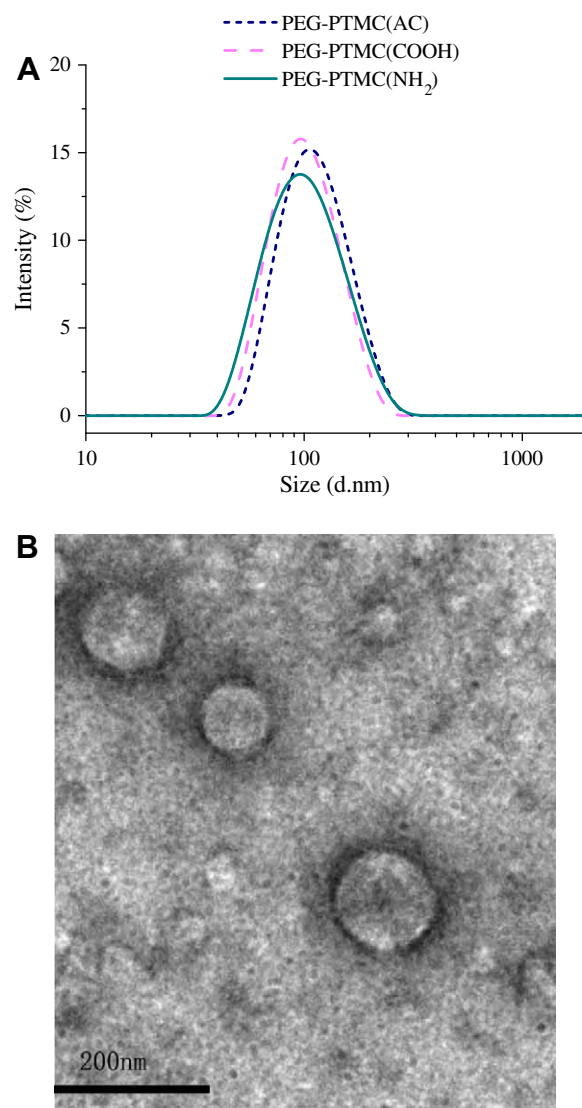 PEG-PTMC(AC)
PEG-PTMC(COOH)
PEG-PTMC(NH₂)
A
20
15
10
5
0
Intensity (%)
10
100
1000
Size (d.nm)
B
200nm